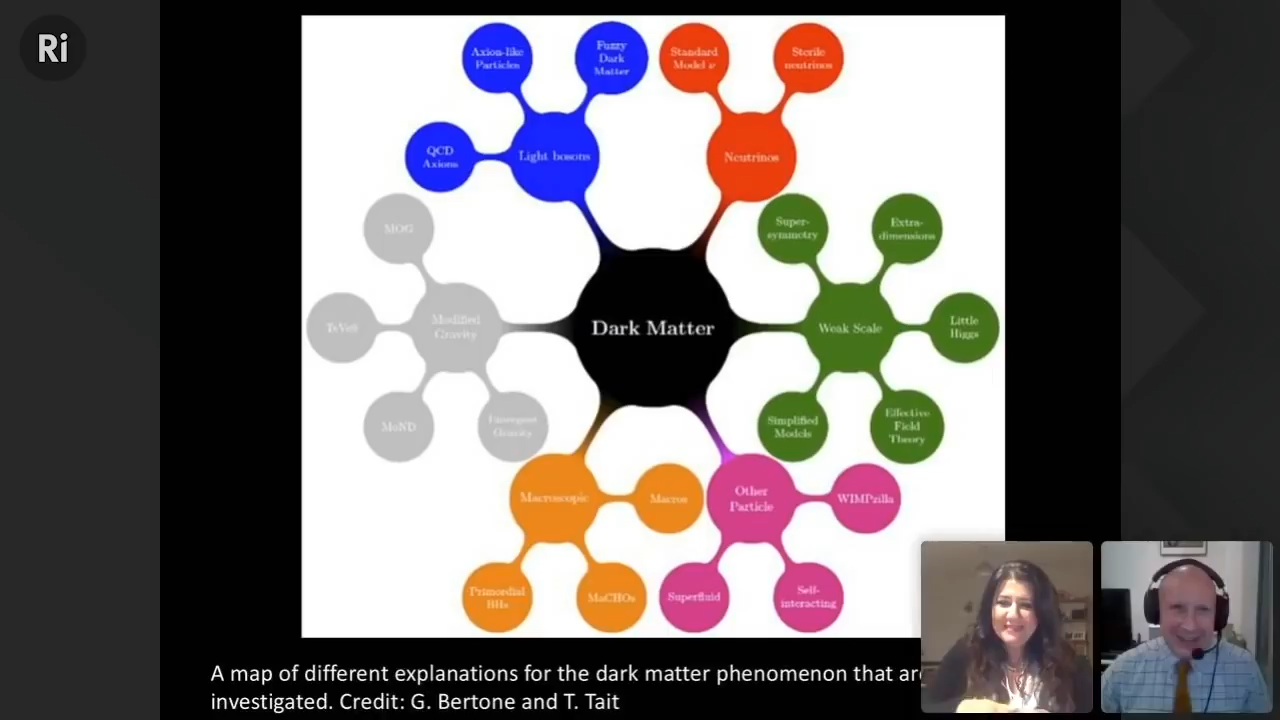 Ri
Axion-like
Particles
Fuzzy
Dark
Matter
Standard
Model ν
Sterile
neutrinos
QCD
Axions
Light bosons
Neutrinos
MOG
Super-
symmetry
Extra-
dimensions
TeVeS
Modified
Gravity
Dark Matter
Weak Scale
Little
Higgs
MoND
Emergent
Gravity
Simplified
Models
Effective
Field
Theory
Macroscopic
Macros
Other
Particle
WIMPzilla
Primordial
BHs
MaCHOs
Superfluid
Self-
interacting
A map of different explanations for the dark matter phenomenon that are
investigated. Credit: G. Bertone and T. Tait